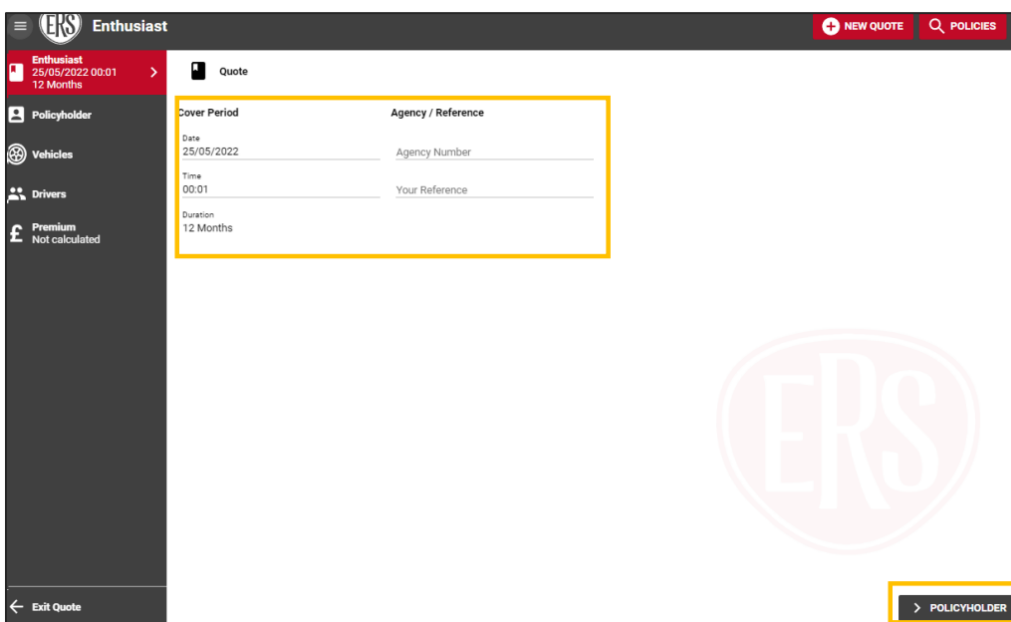 ERS Enthusiast
NEW QUOTE POLICIES
Enthusiast
25/05/2022 00:01
12 Months
Policyholder
Vehicles
Drivers
£ Premium
Not calculated
Exit Quote
Quote
Cover Period Agency / Reference
Date
25/05/2022 Agency Number
Time
00:01 Your Reference
Duration
12 Months
ERS
POLICYHOLDER